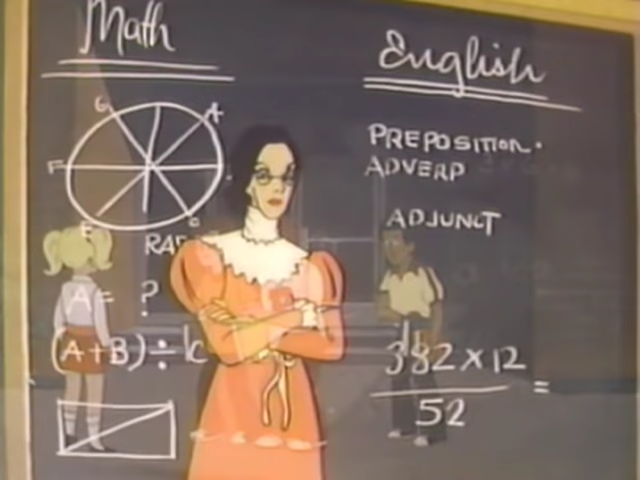 Math
English
G
A
F
E
PREPOSITION.
ADVERP
ADJUNCT
A= ?
(A+B)÷
382 x 12
52
=